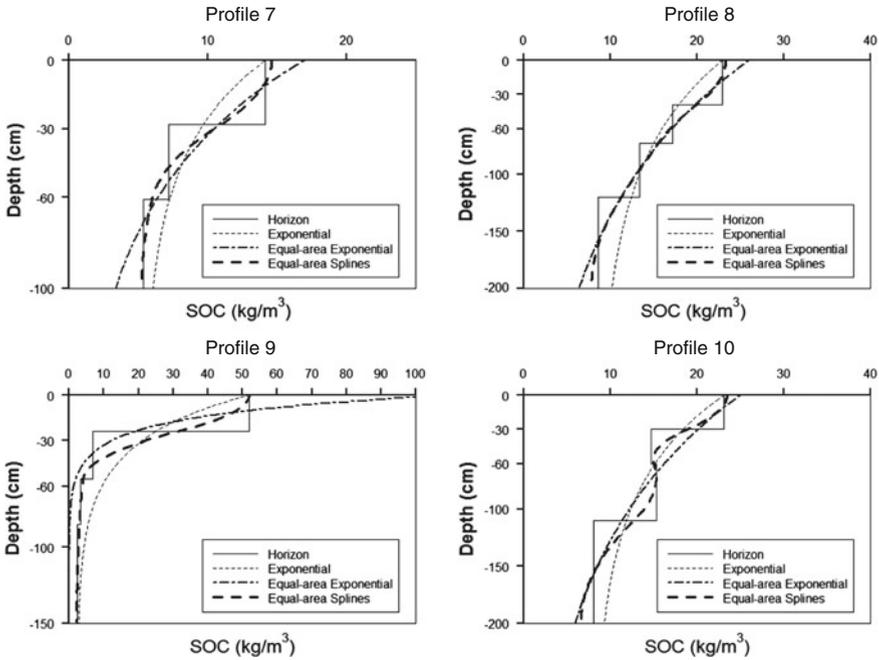 Profile 7
0 10 20
0
-30
-60
-100
Depth (cm)
Horizon
Exponential
Equal-area Exponential
Equal-area Splines
SOC (kg/m³)
Profile 8
0 10 20 30 40
0
-30
-60
-100
-150
-200
Depth (cm)
Horizon
Exponential
Equal-area Exponential
Equal-area Splines
SOC (kg/m³)
Profile 9
0 10 20 30 40 50 60 70 80 90 100
0
-30
-60
-100
-150
Depth (cm)
Horizon
Exponential
Equal-area Exponential
Equal-area Splines
SOC (kg/m³)
Profile 10
0 10 20 30 40
0
-30
-60
-100
-150
-200
Depth (cm)
Horizon
Exponential
Equal-area Exponential
Equal-area Splines
SOC (kg/m³)